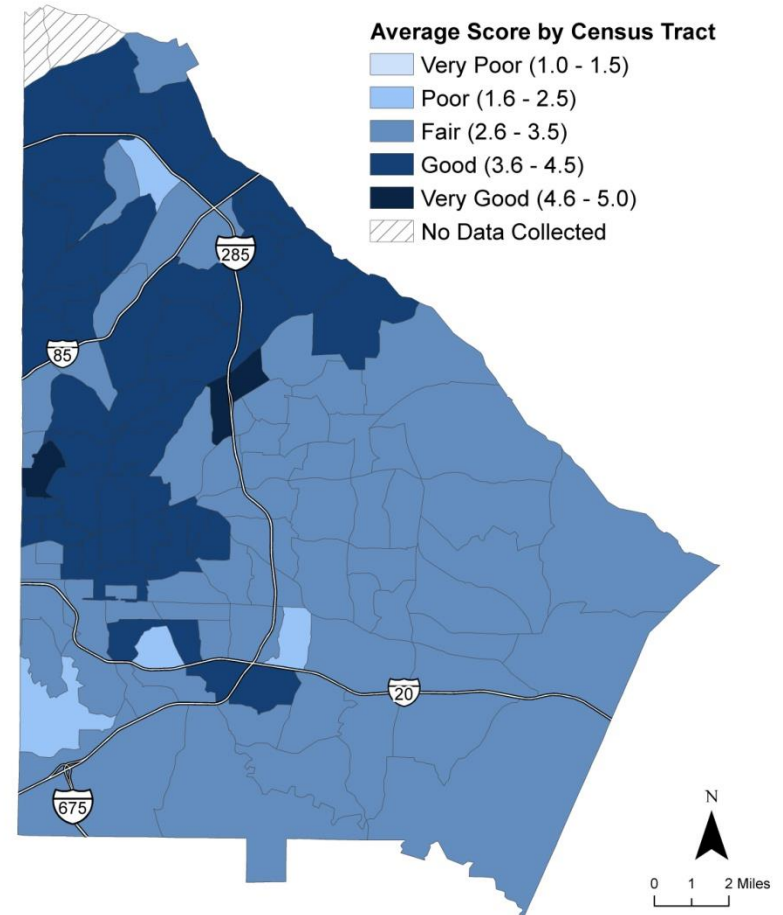 Average Score by Census Tract
Very Poor (1.0 - 1.5)
Poor (1.6 - 2.5)
Fair (2.6 - 3.5)
Good (3.6 - 4.5)
Very Good (4.6 - 5.0)
No Data Collected
285
85
20
675
N
0 1 2 Miles